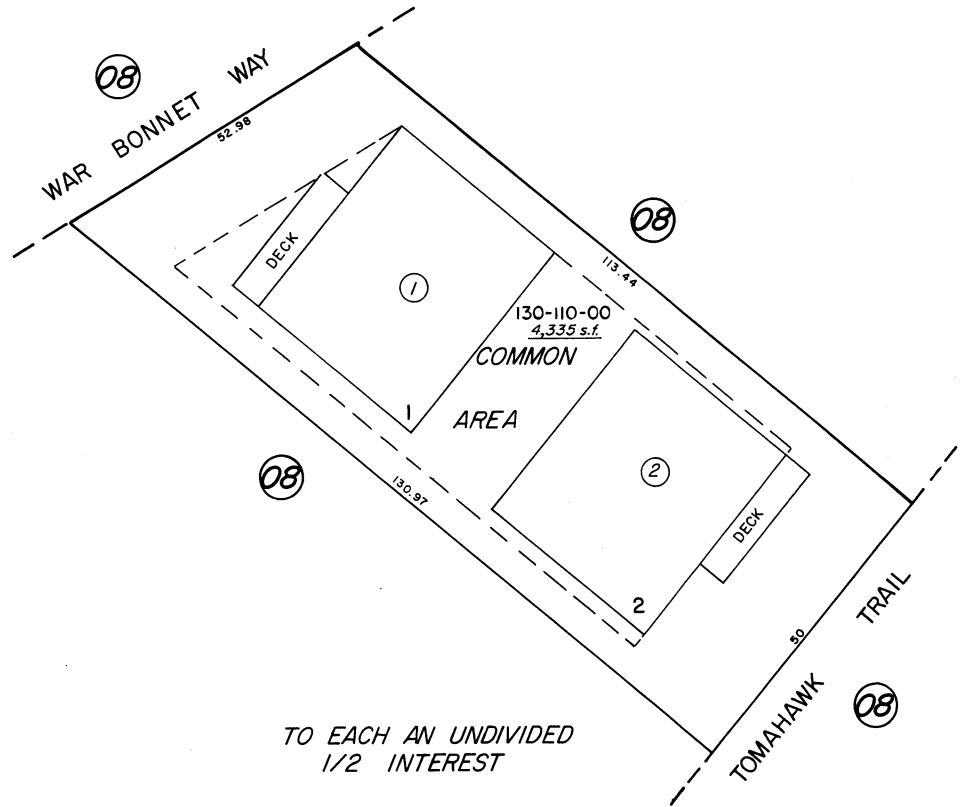 08
WAR BONNET WAY
52.98
08
113.44
DECK
1
130-110-00
4,335 s.f.
COMMON
AREA
1
08
130.97
2
DECK
2
50
TOMAHAWK TRAIL
08
TO EACH AN UNDIVIDED
1/2 INTEREST